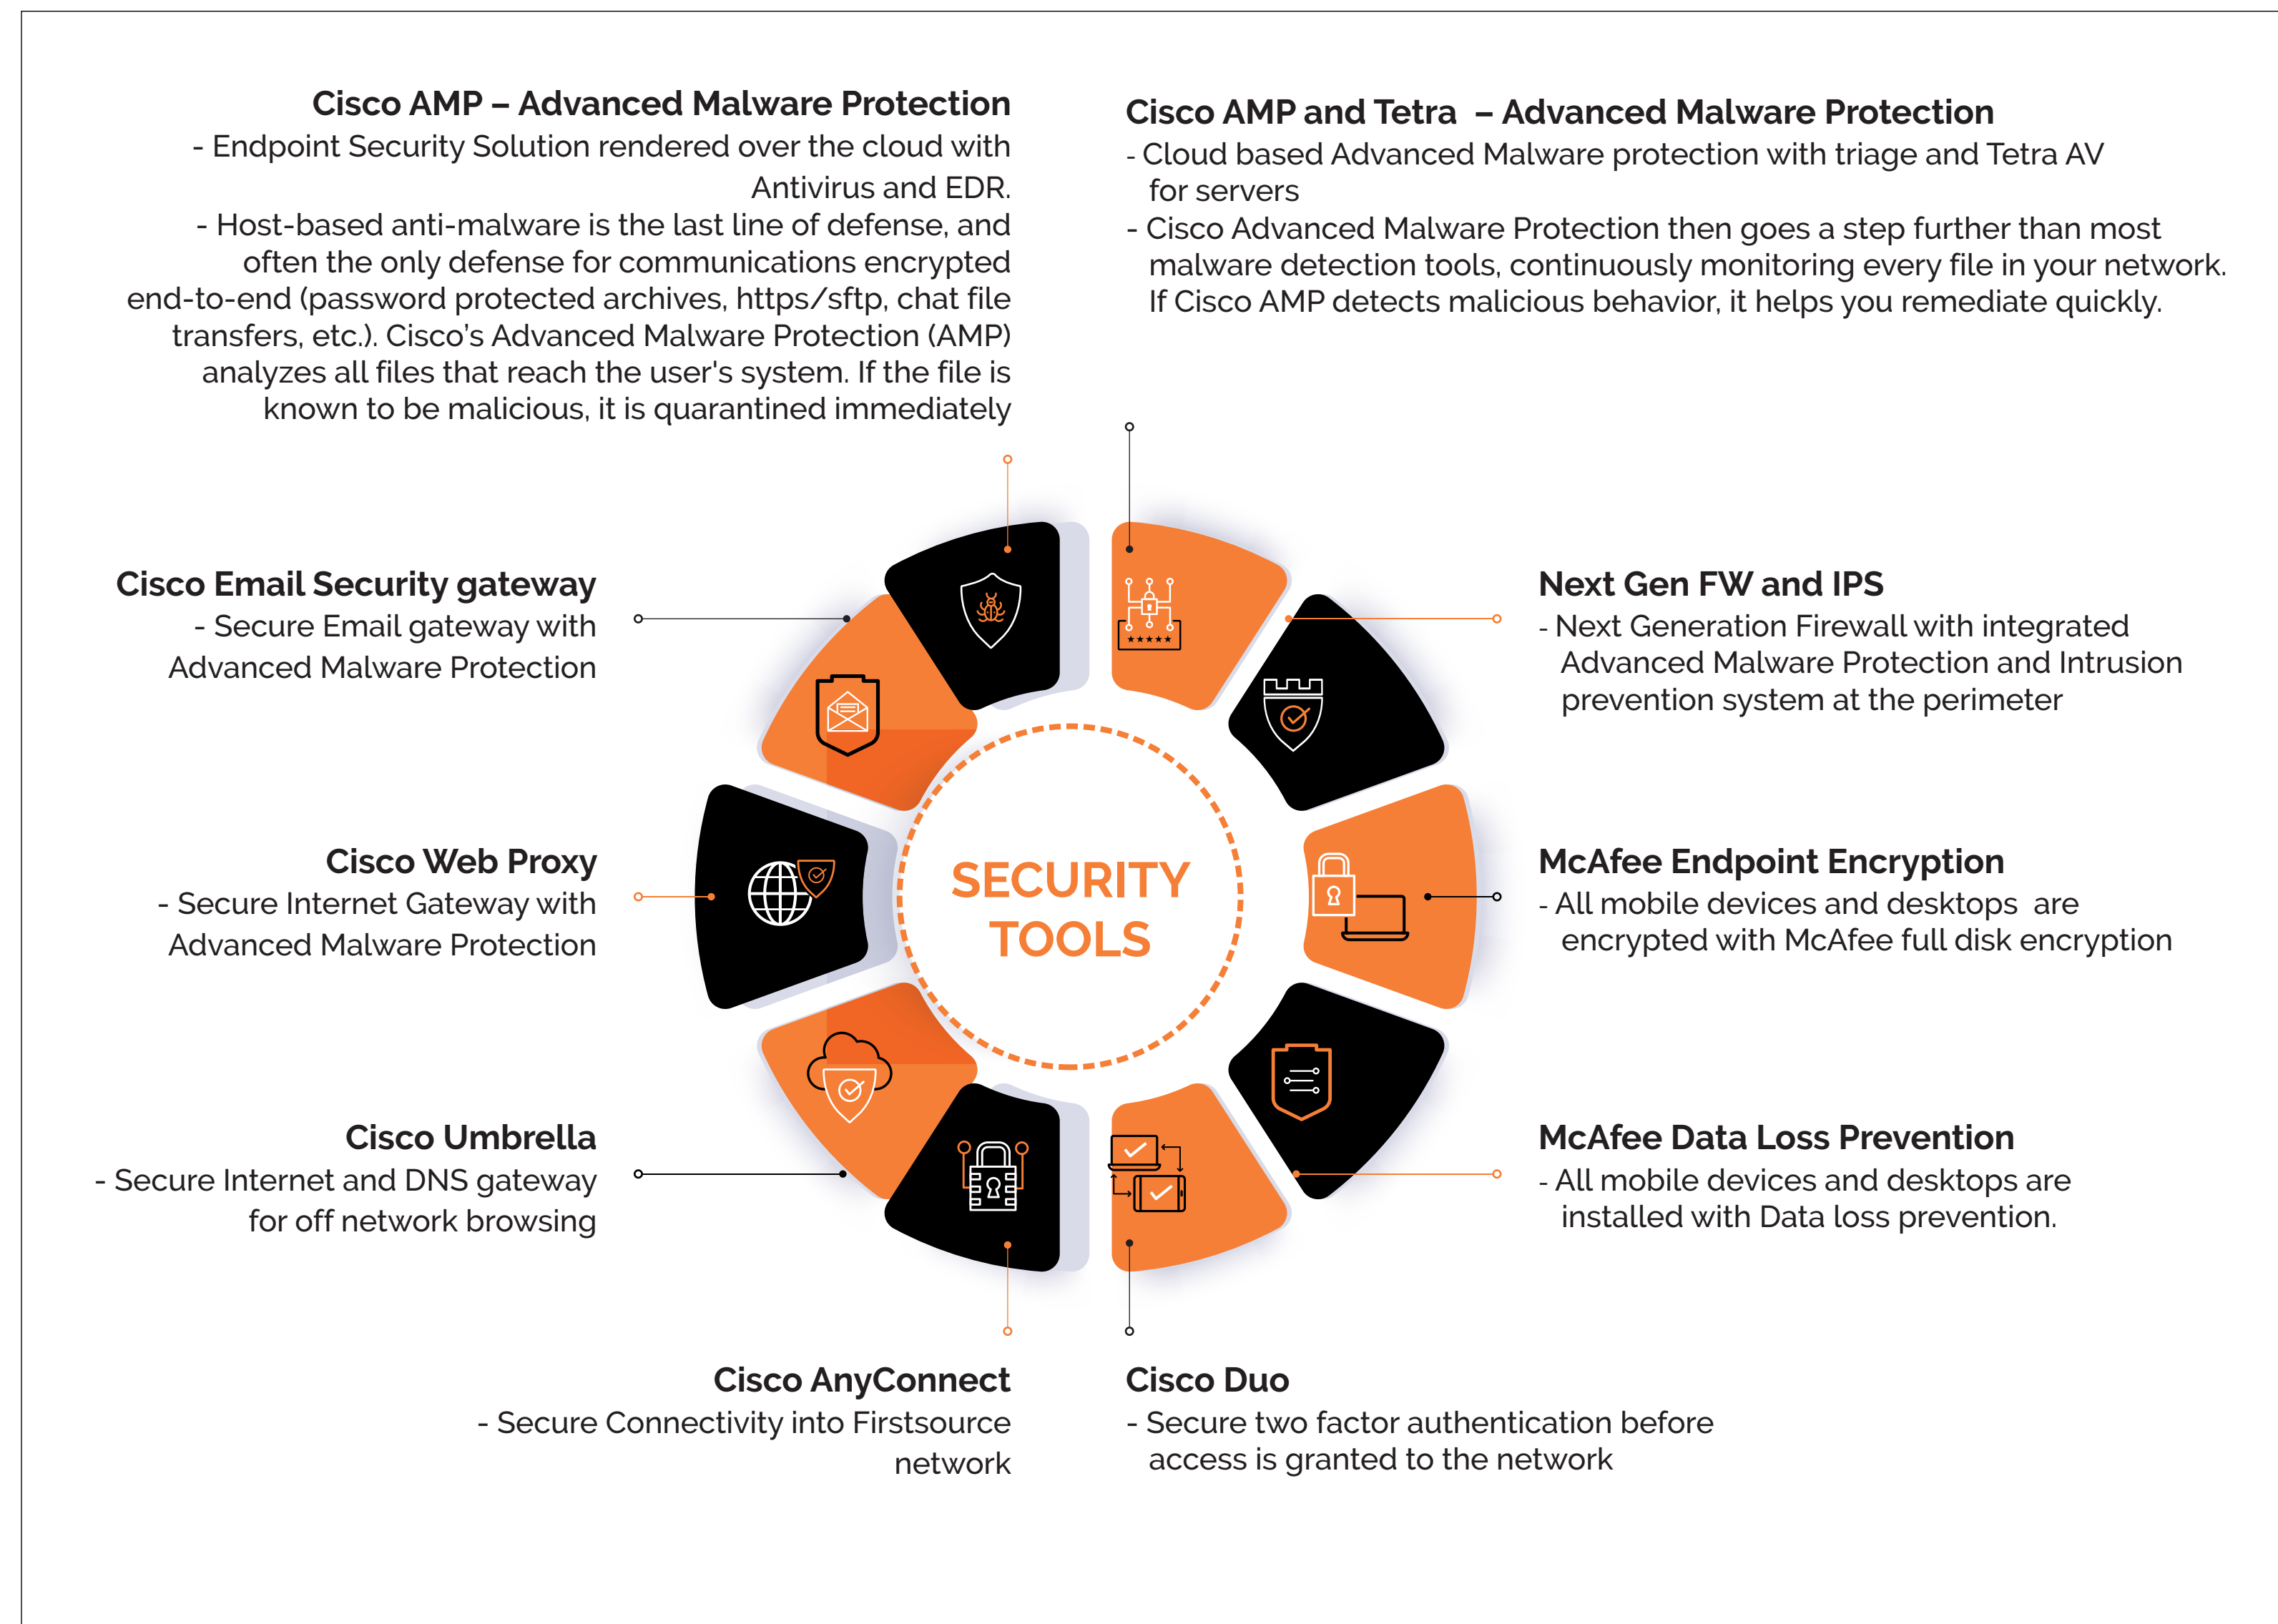 Cisco AMP – Advanced Malware Protection
- Endpoint Security Solution rendered over the cloud with
Antivirus and EDR.
- Host-based anti-malware is the last line of defense, and
often the only defense for communications encrypted
end-to-end (password protected archives, https/sftp, chat file
transfers, etc.). Cisco’s Advanced Malware Protection (AMP)
analyzes all files that reach the user's system. If the file is
known to be malicious, it is quarantined immediately
Cisco AMP and Tetra – Advanced Malware Protection
- Cloud based Advanced Malware protection with triage and Tetra AV
for servers
- Cisco Advanced Malware Protection then goes a step further than most
malware detection tools, continuously monitoring every file in your network.
If Cisco AMP detects malicious behavior, it helps you remediate quickly.
Cisco Email Security gateway
- Secure Email gateway with
Advanced Malware Protection
Next Gen FW and IPS
- Next Generation Firewall with integrated
Advanced Malware Protection and Intrusion
prevention system at the perimeter
Cisco Web Proxy
- Secure Internet Gateway with
Advanced Malware Protection
SECURITY
TOOLS
McAfee Endpoint Encryption
- All mobile devices and desktops are
encrypted with McAfee full disk encryption
Cisco Umbrella
- Secure Internet and DNS gateway
for off network browsing
McAfee Data Loss Prevention
- All mobile devices and desktops are
installed with Data loss prevention.
Cisco AnyConnect
- Secure Connectivity into Firstsource
network
Cisco Duo
- Secure two factor authentication before
access is granted to the network